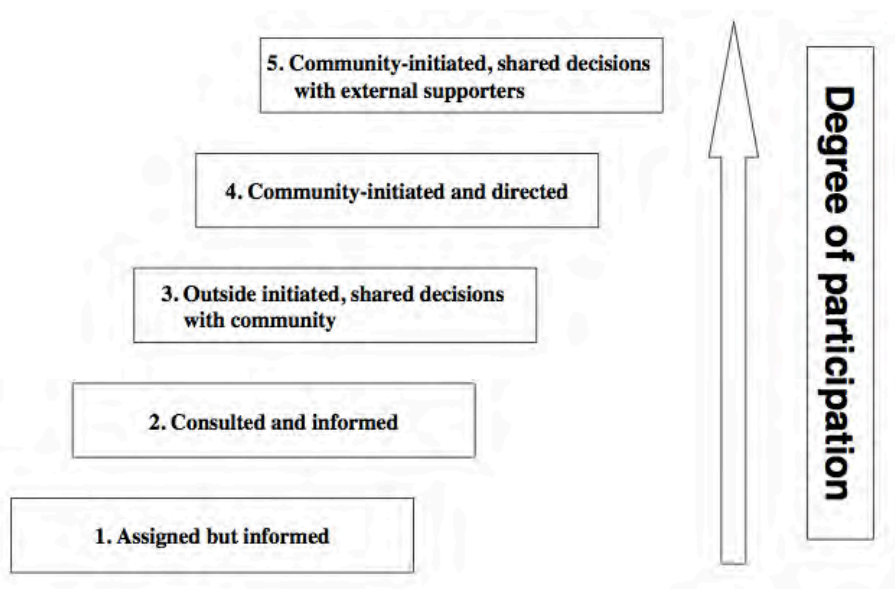 5. Community-initiated, shared decisions
with external supporters
4. Community-initiated and directed
3. Outside initiated, shared decisions
with community
2. Consulted and informed
1. Assigned but informed
Degree of participation